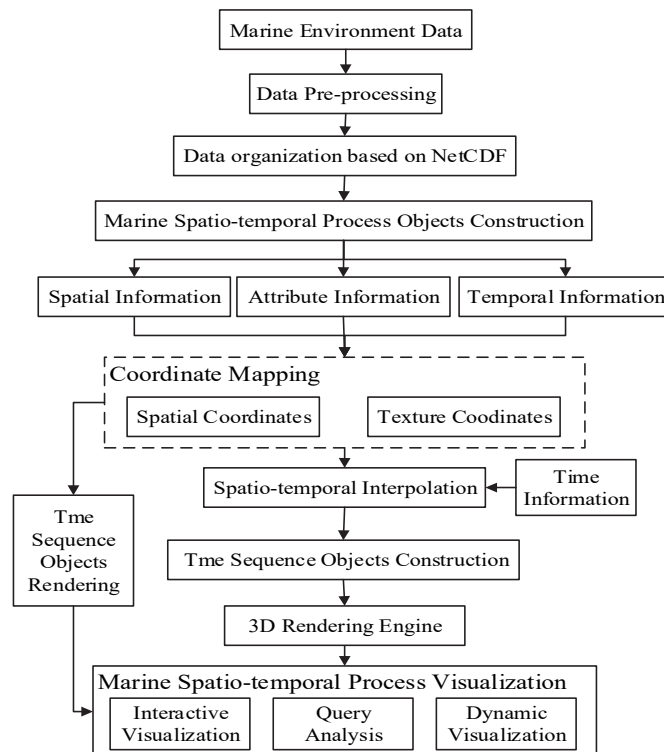 Marine Environment Data
Data Pre-processing
Data organization based on NetCDF
Marine Spatio-temporal Process Objects Construction
Spatial Information
Attribute Information
Temporal Information
Coordinate Mapping
Spatial Coordinates
Texture Coodinates
Spatio-temporal Interpolation
Time
Information
Tme
Sequence
Objects
Rendering
Tme Sequence Objects Construction
3D Rendering Engine
Marine Spatio-temporal Process Visualization
Interactive
Visualization
Query
Analysis
Dynamic
Visualization